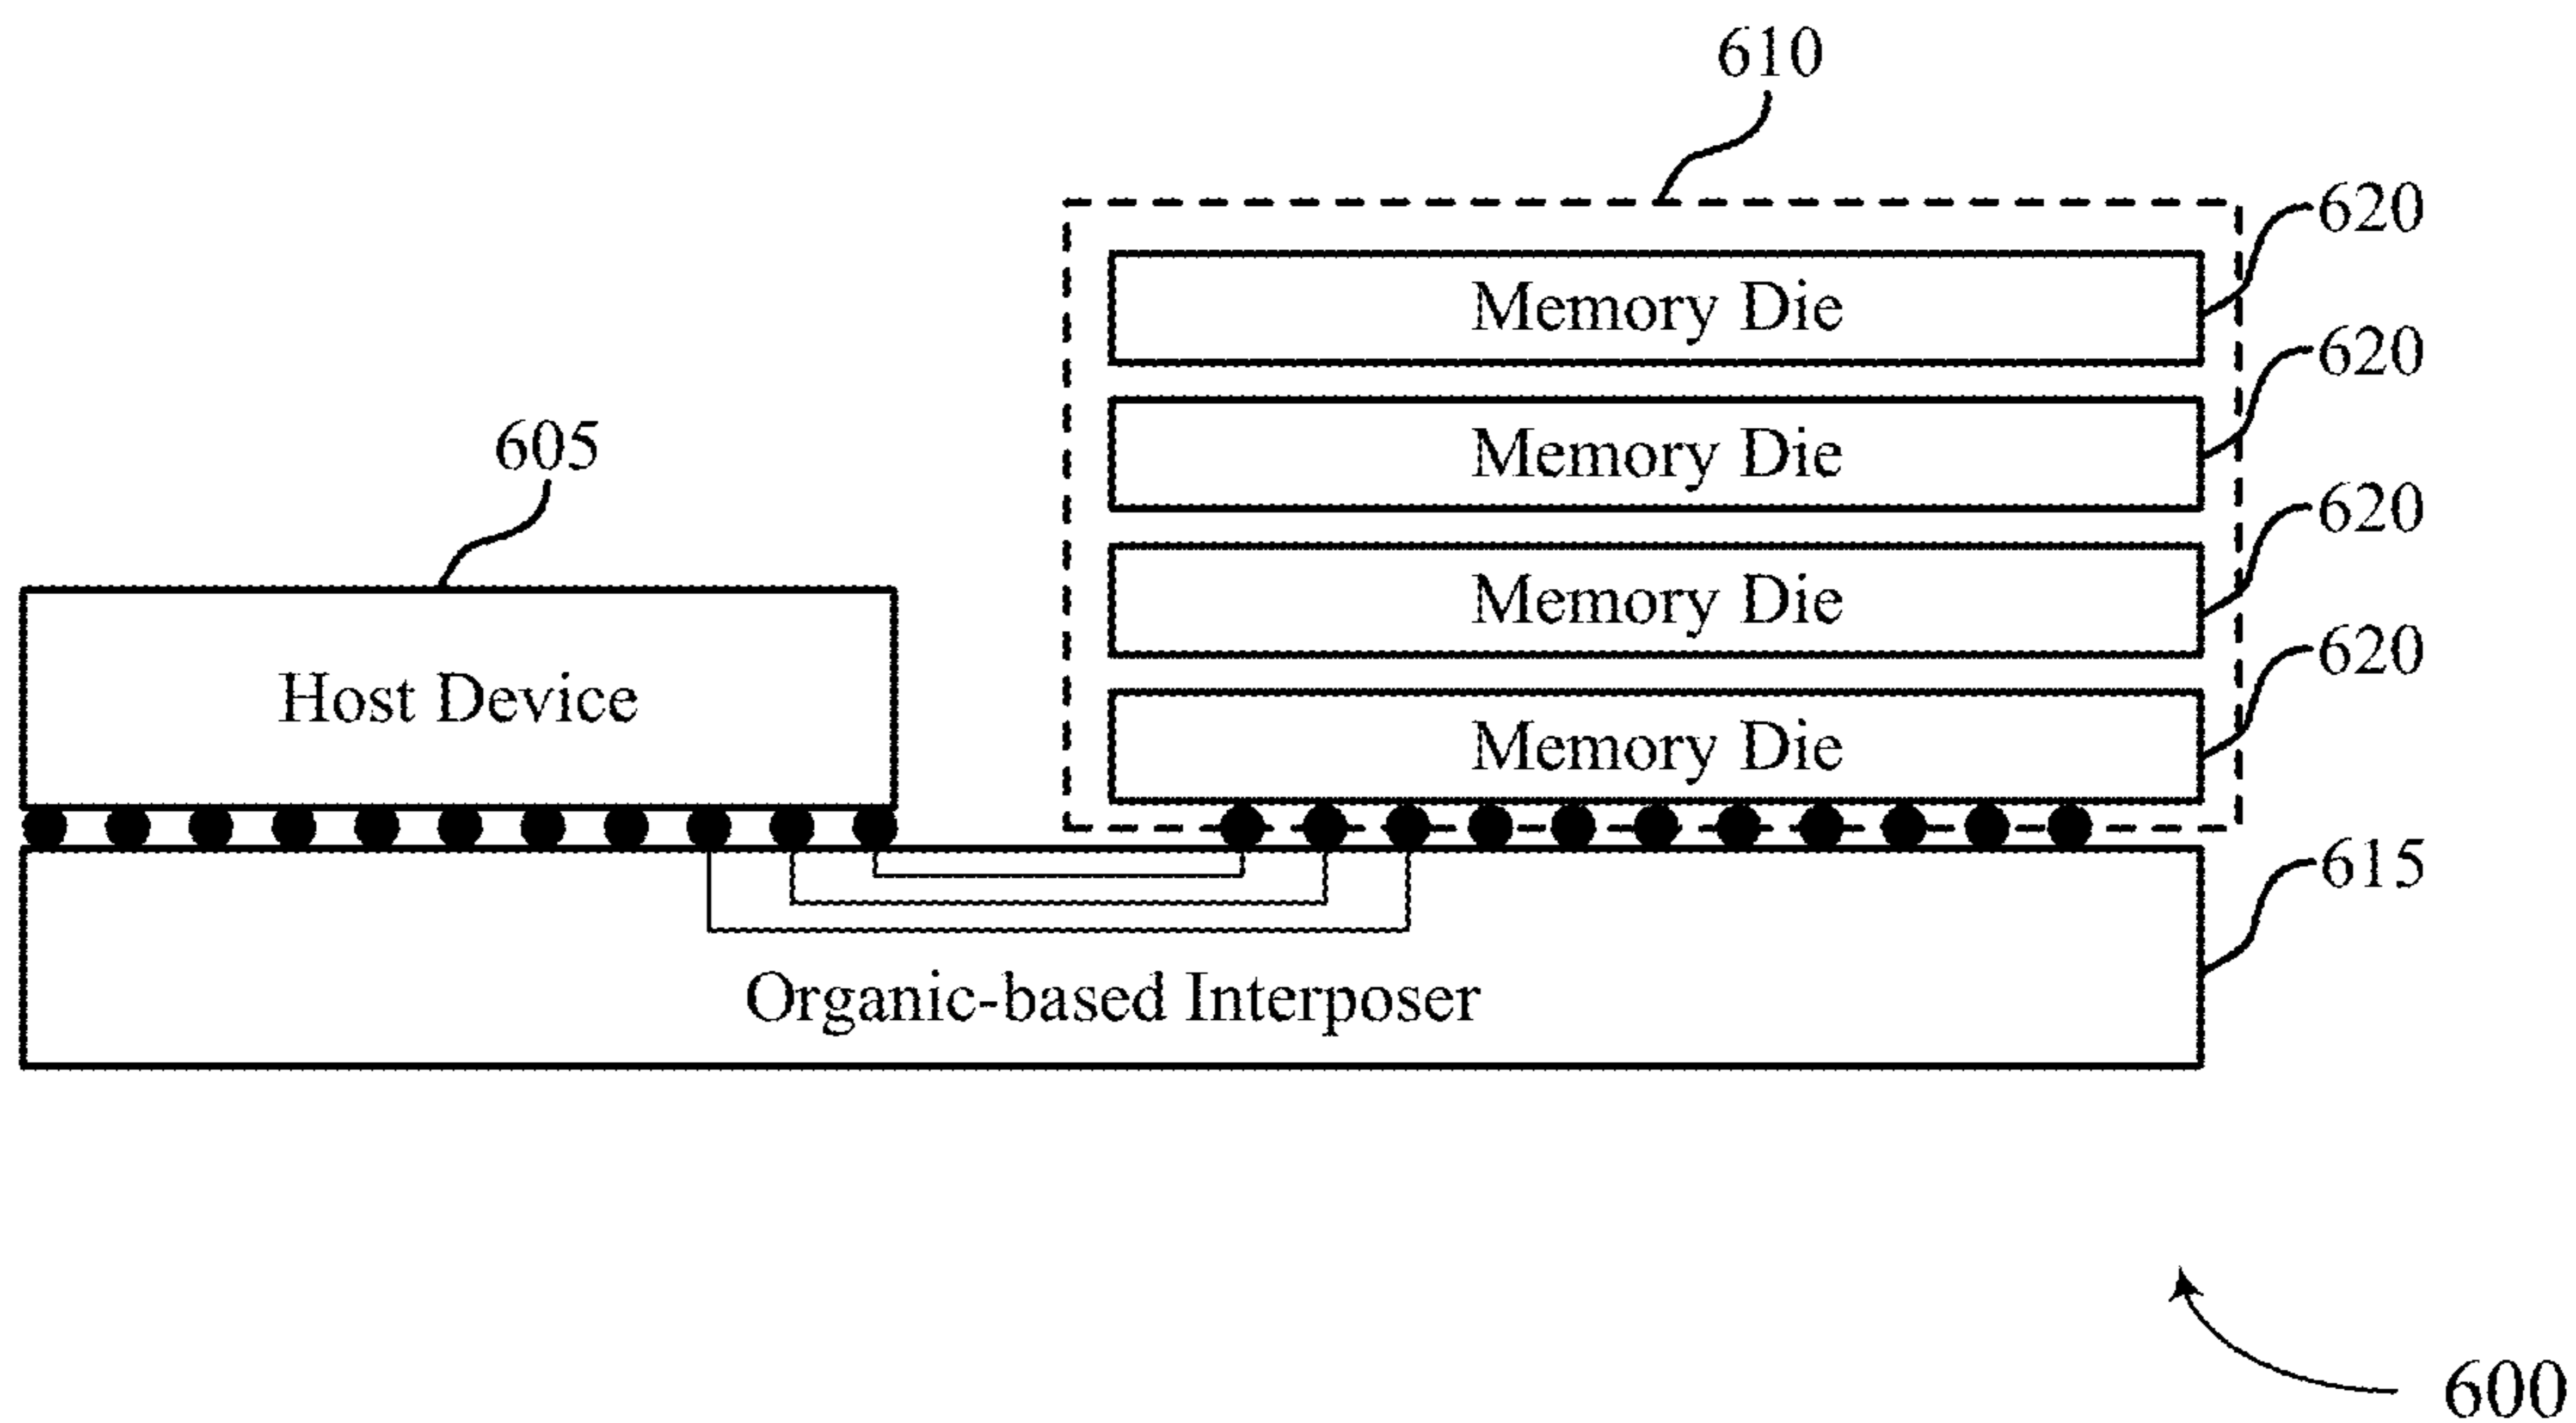 610
620
Memory Die
620
Memory Die
605
620
Memory Die
620
Host Device
Memory Die
615
Organic-based Interposer
600